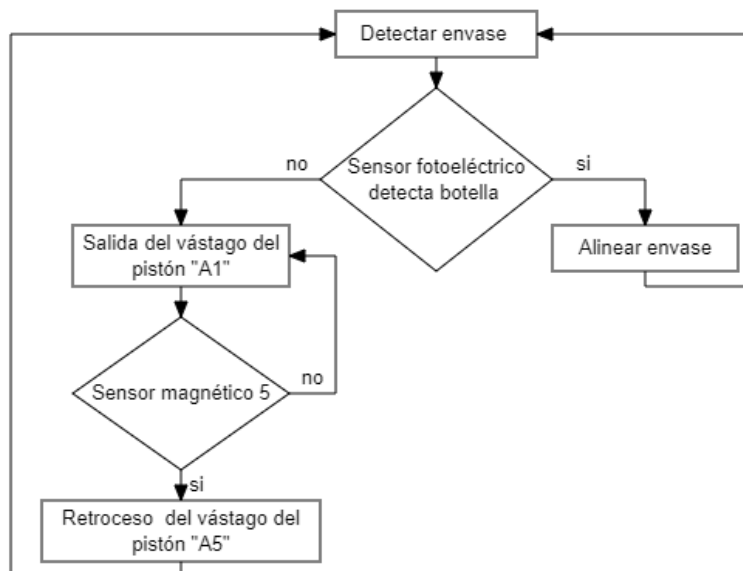 Detectar envase
Sensor fotoeléctrico
detecta botella
no
si
Salida del vástago del
pistón "A1"
Alinear envase
Sensor magnético 5
no
si
Retroceso del vástago del
pistón "A5"